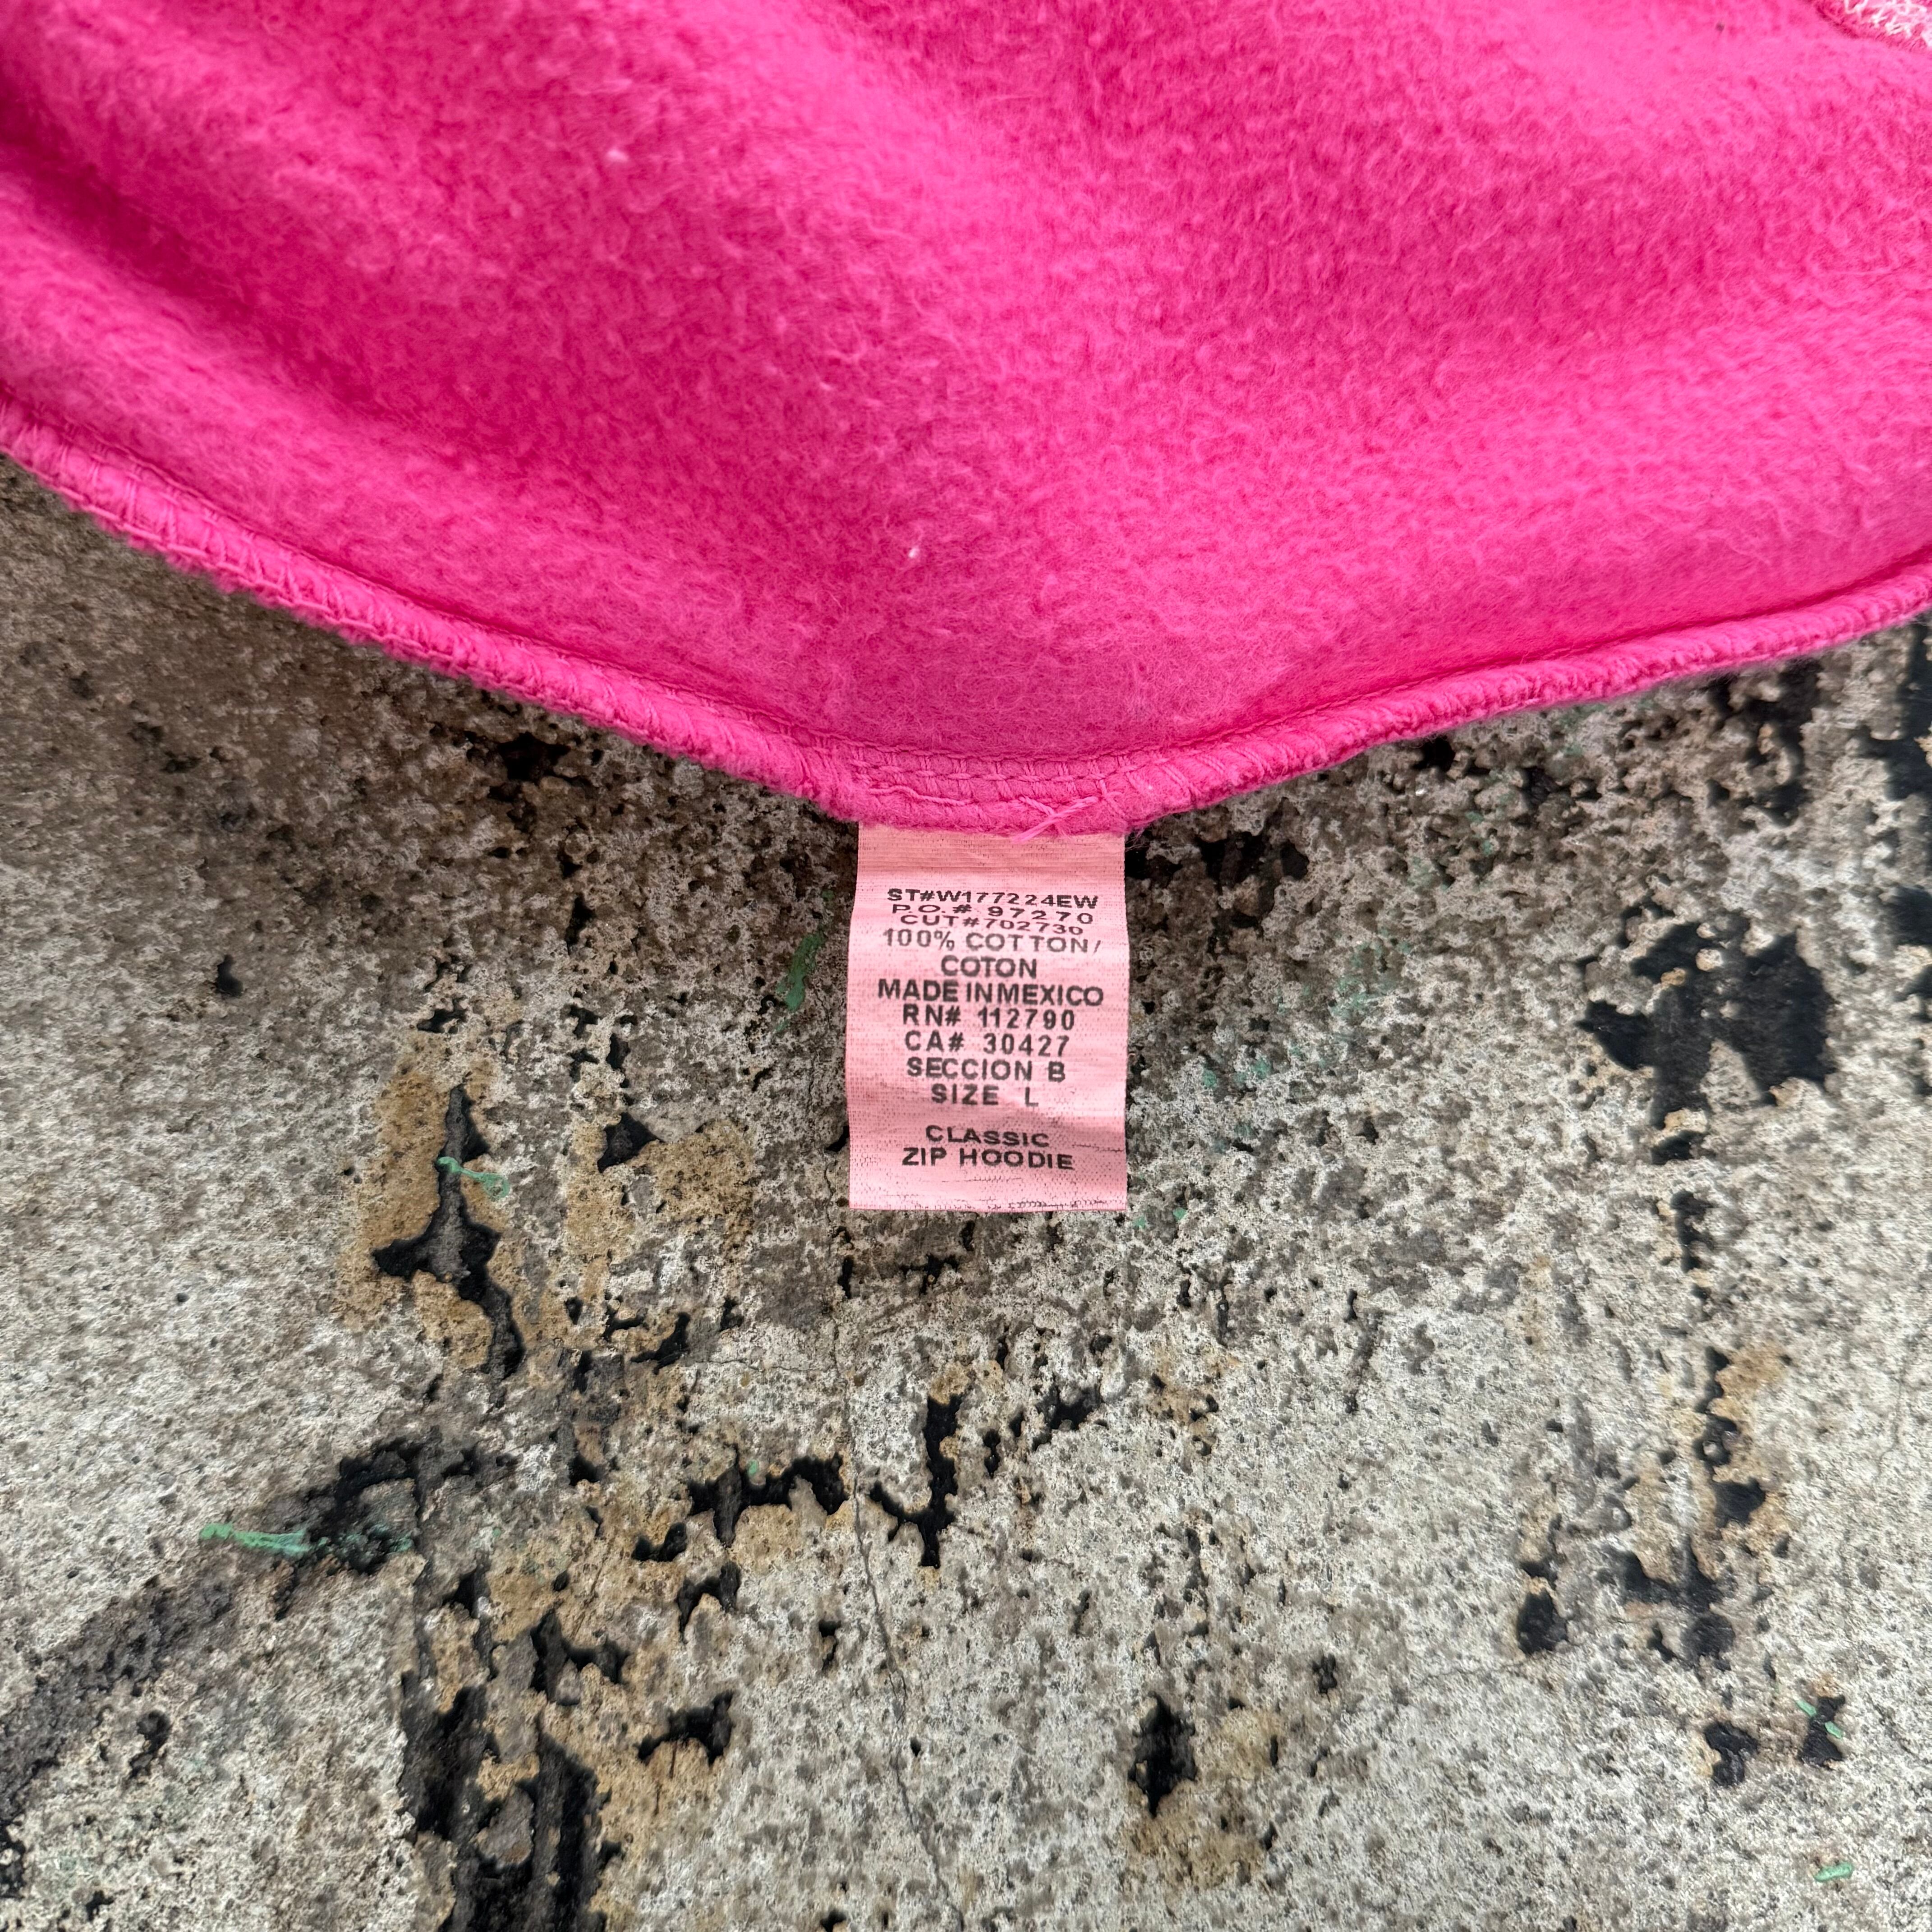 ST#W177224EW
P.O.# 97270
CUT#702730
100% COTTON/
COTON
MADE IN MEXICO
RN# 112790
CA# 30427
SECCION B
SIZE L
CLASSIC
ZIP HOODIE